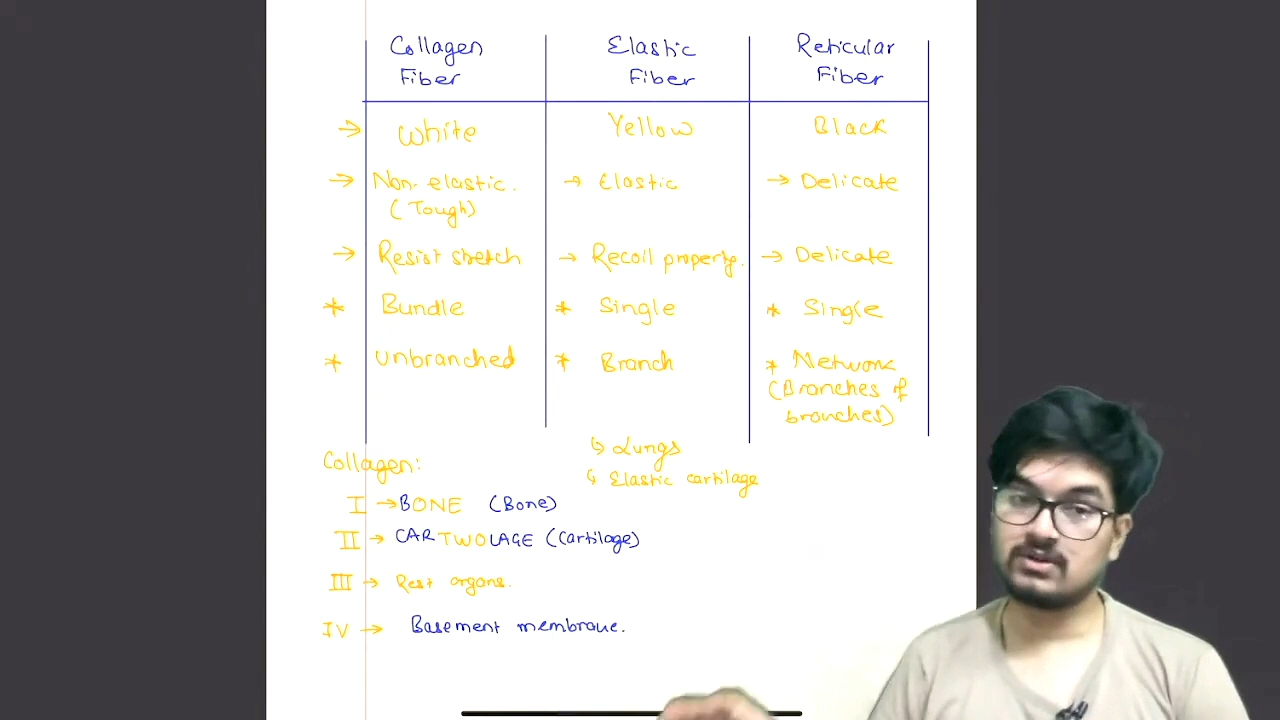 Collagen Fiber
Elastic Fiber
Reticular Fiber
→ White
Yellow
Black
→ Non-elastic. (Tough)
→ Elastic
→ Delicate
→ Resist stretch
→ Recoil property.
→ Delicate
* Bundle
* Single
* Single
* unbranched
* Branch
* Network (Branches of branches)
↳ Lungs
↳ Elastic cartilage
Collagen:
I → BONE (Bone)
II → CARTWOLAGE (Cartilage)
III → Rest organs.
IV → Basement membrane.